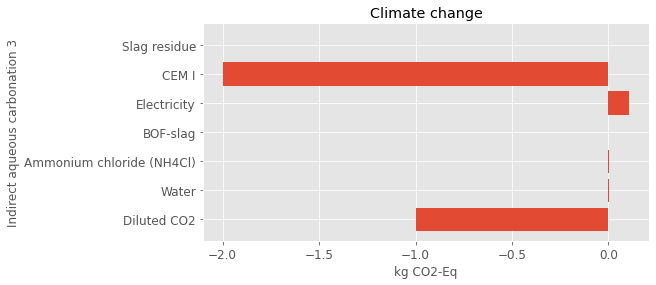 Climate change
Indirect aqueous carbonation 3
Slag residue
CEM I
Electricity
BOF-slag
Ammonium chloride (NH4Cl)
Water
Diluted CO2
−2.0 −1.5 −1.0 −0.5 0.0
kg CO2-Eq